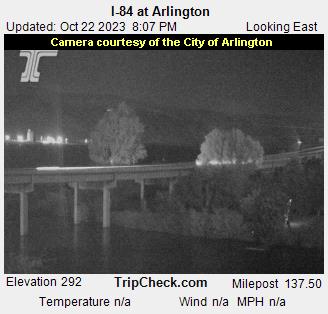 I-84 at Arlington
Updated: Oct 22 2023 8:07 PM Looking East
Camera courtesy of the City of Arlington
Elevation 292 TripCheck.com Milepost 137.50
Temperature n/a Wind n/a MPH n/a